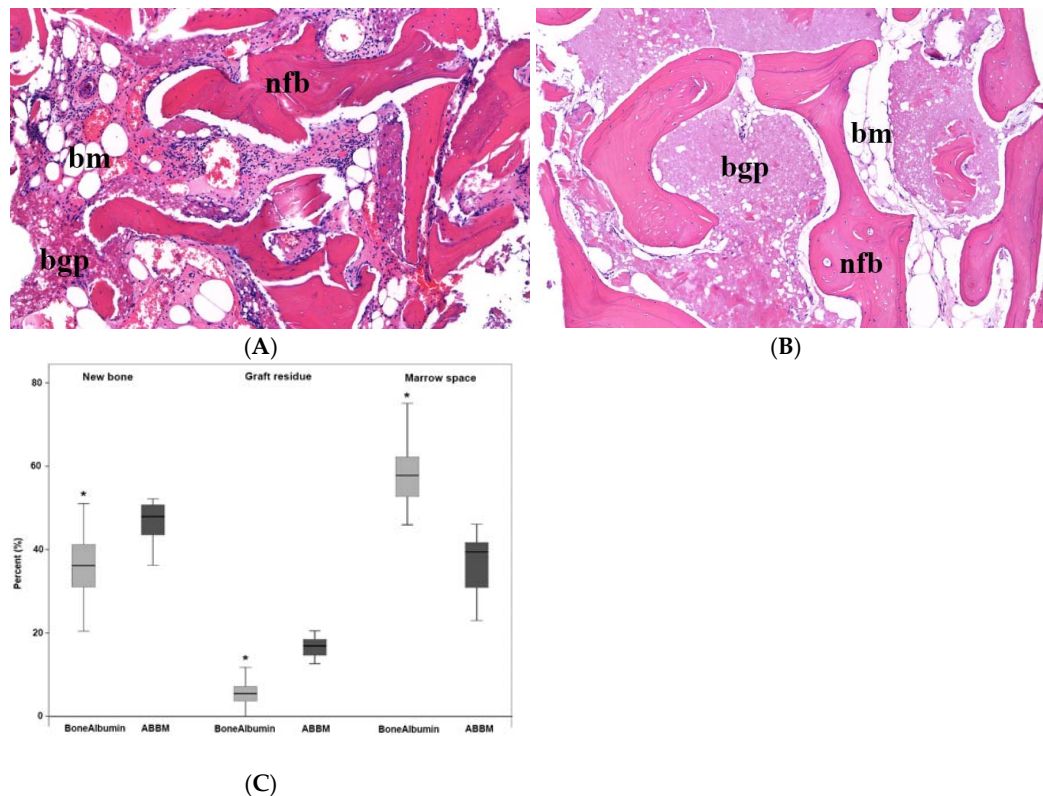 nfb
bm
bgp
bm
bgp
nfb
(A) (B)
New bone Graft residue Marrow space
80
60
40
20
0
Percent (%)
* * *
BoneAlbumin ABBM BoneAlbumin ABBM BoneAlbumin ABBM
(C)